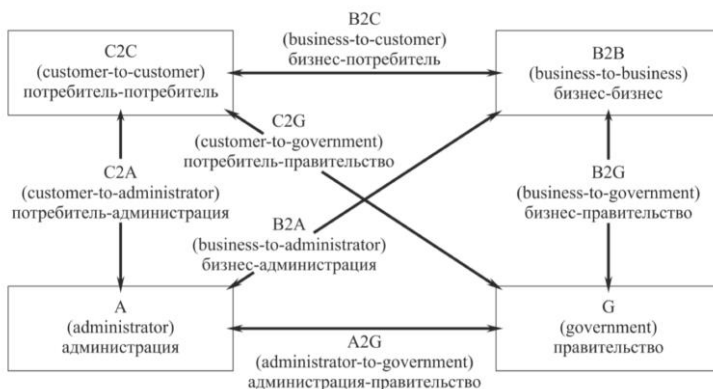 B2C
(business-to-customer)
бизнес-потребитель
C2C
(customer-to-customer)
потребитель-потребитель
B2B
(business-to-business)
бизнес-бизнес
C2G
(customer-to-government)
потребитель-правительство
C2A
(customer-to-administrator)
потребитель-администрация
B2G
(business-to-government)
бизнес-правительство
B2A
(business-to-administrator)
бизнес-администрация
A
(administrator)
администрация
G
(government)
правительство
A2G
(administrator-to-government)
администрация-правительство